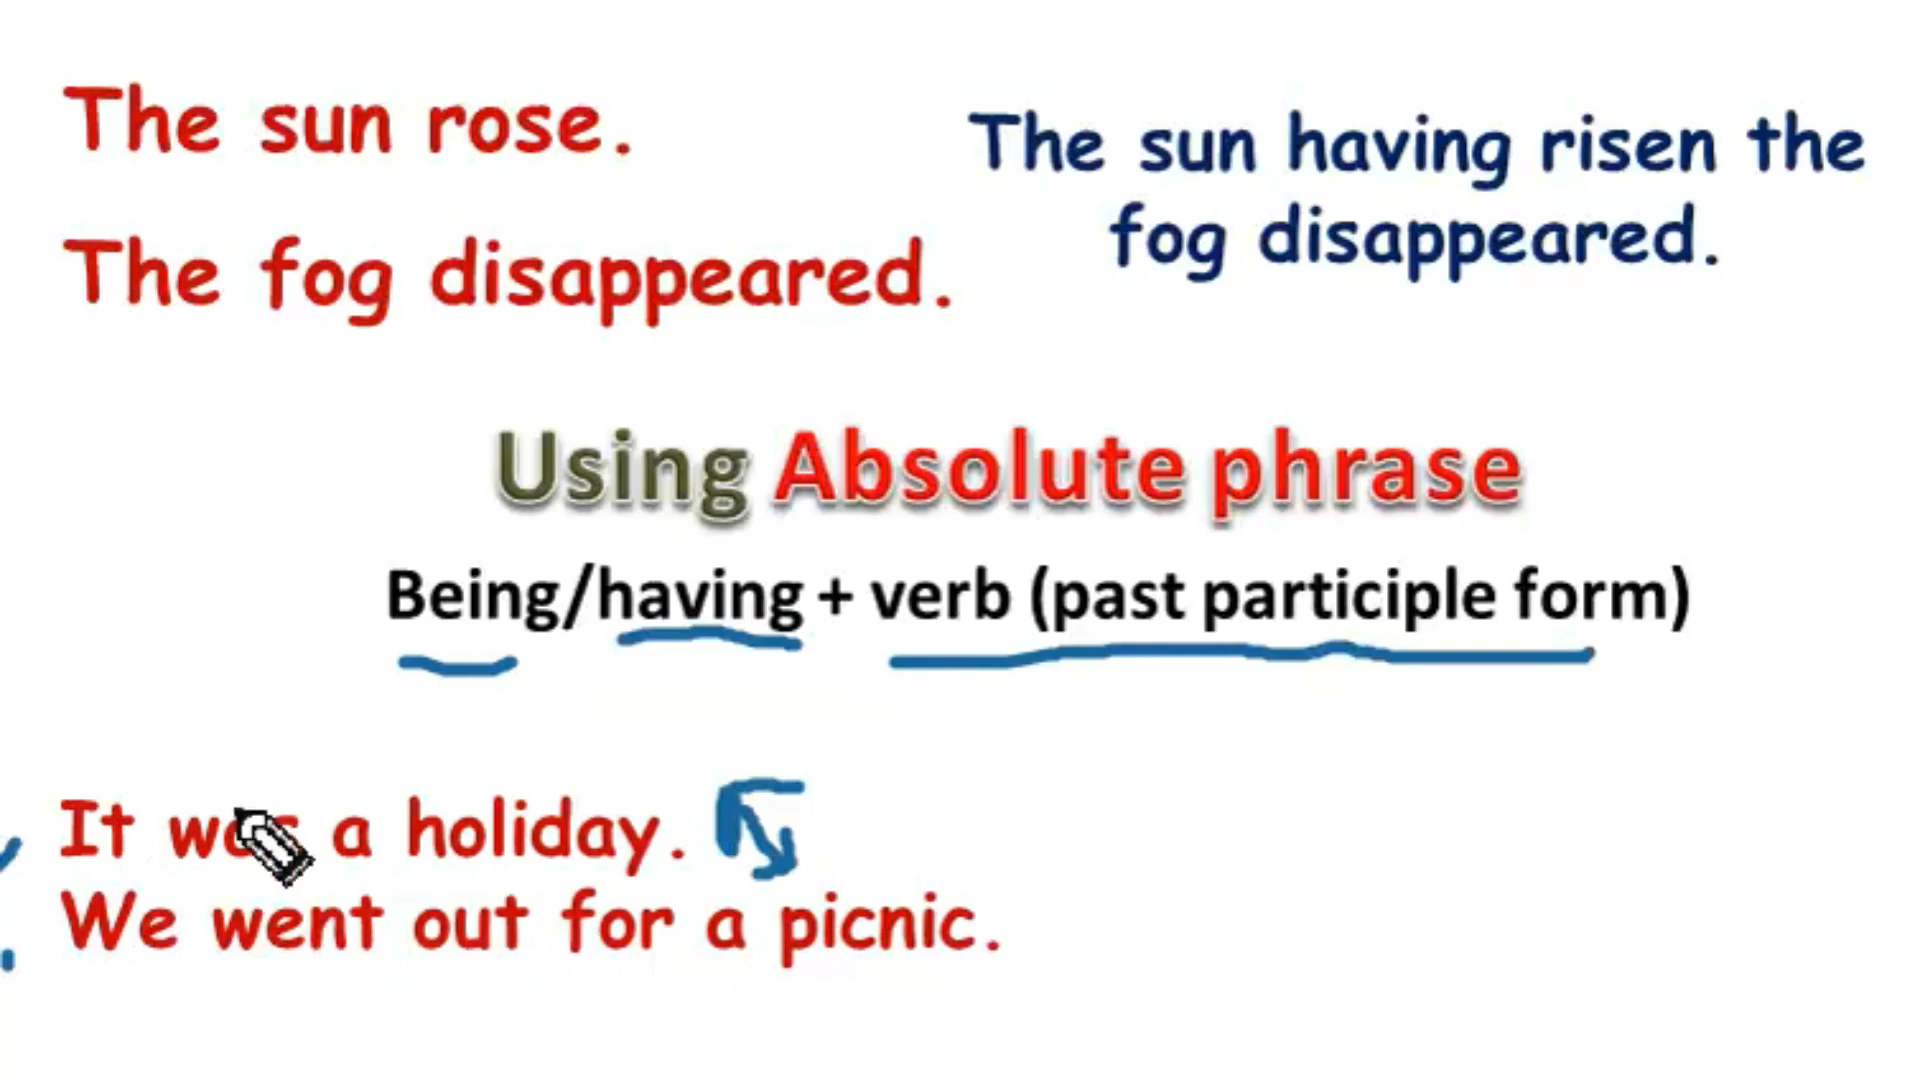 The sun rose.
The fog disappeared.
The sun having risen the
fog disappeared.
Using Absolute phrase
Being/having + verb (past participle form)
It was a holiday.
We went out for a picnic.